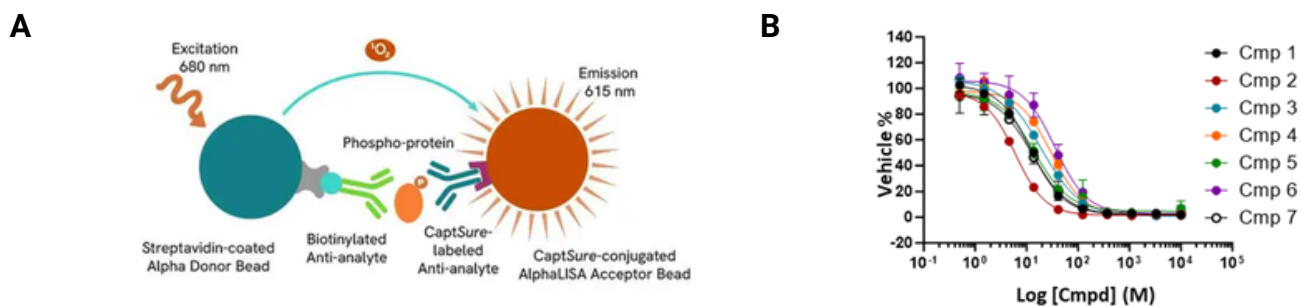 A
Excitation
680 nm
¹O₂
Emission
615 nm
Phospho-protein
P
Streptavidin-coated
Alpha Donor Bead
Biotinylated
Anti-analyte
CaptSure-
labeled
Anti-analyte
CaptSure-conjugated
AlphaLISA Acceptor Bead
B
Vehicle %
140
120
100
80
60
40
20
0
-20
10⁻¹ 10⁰ 10¹ 10² 10³ 10⁴ 10⁵
Log [Cmpd] (M)
Cmp 1
Cmp 2
Cmp 3
Cmp 4
Cmp 5
Cmp 6
Cmp 7